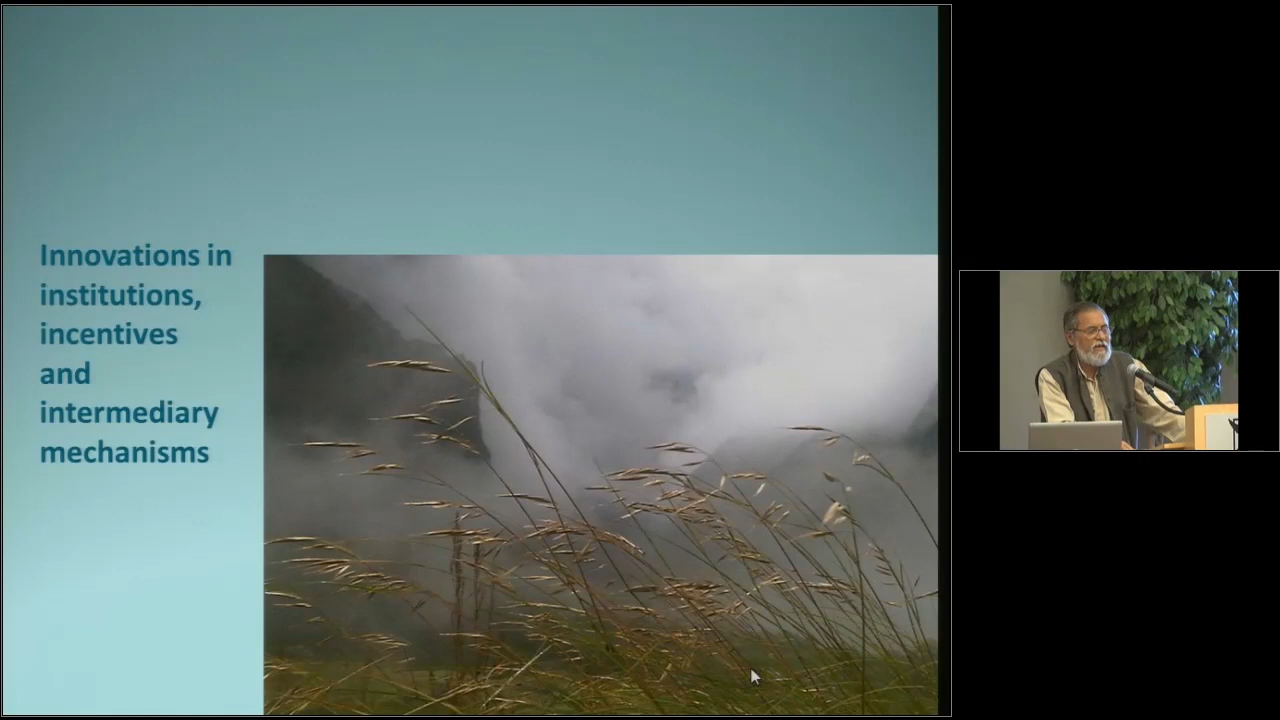 Innovations in
institutions,
incentives
and
intermediary
mechanisms